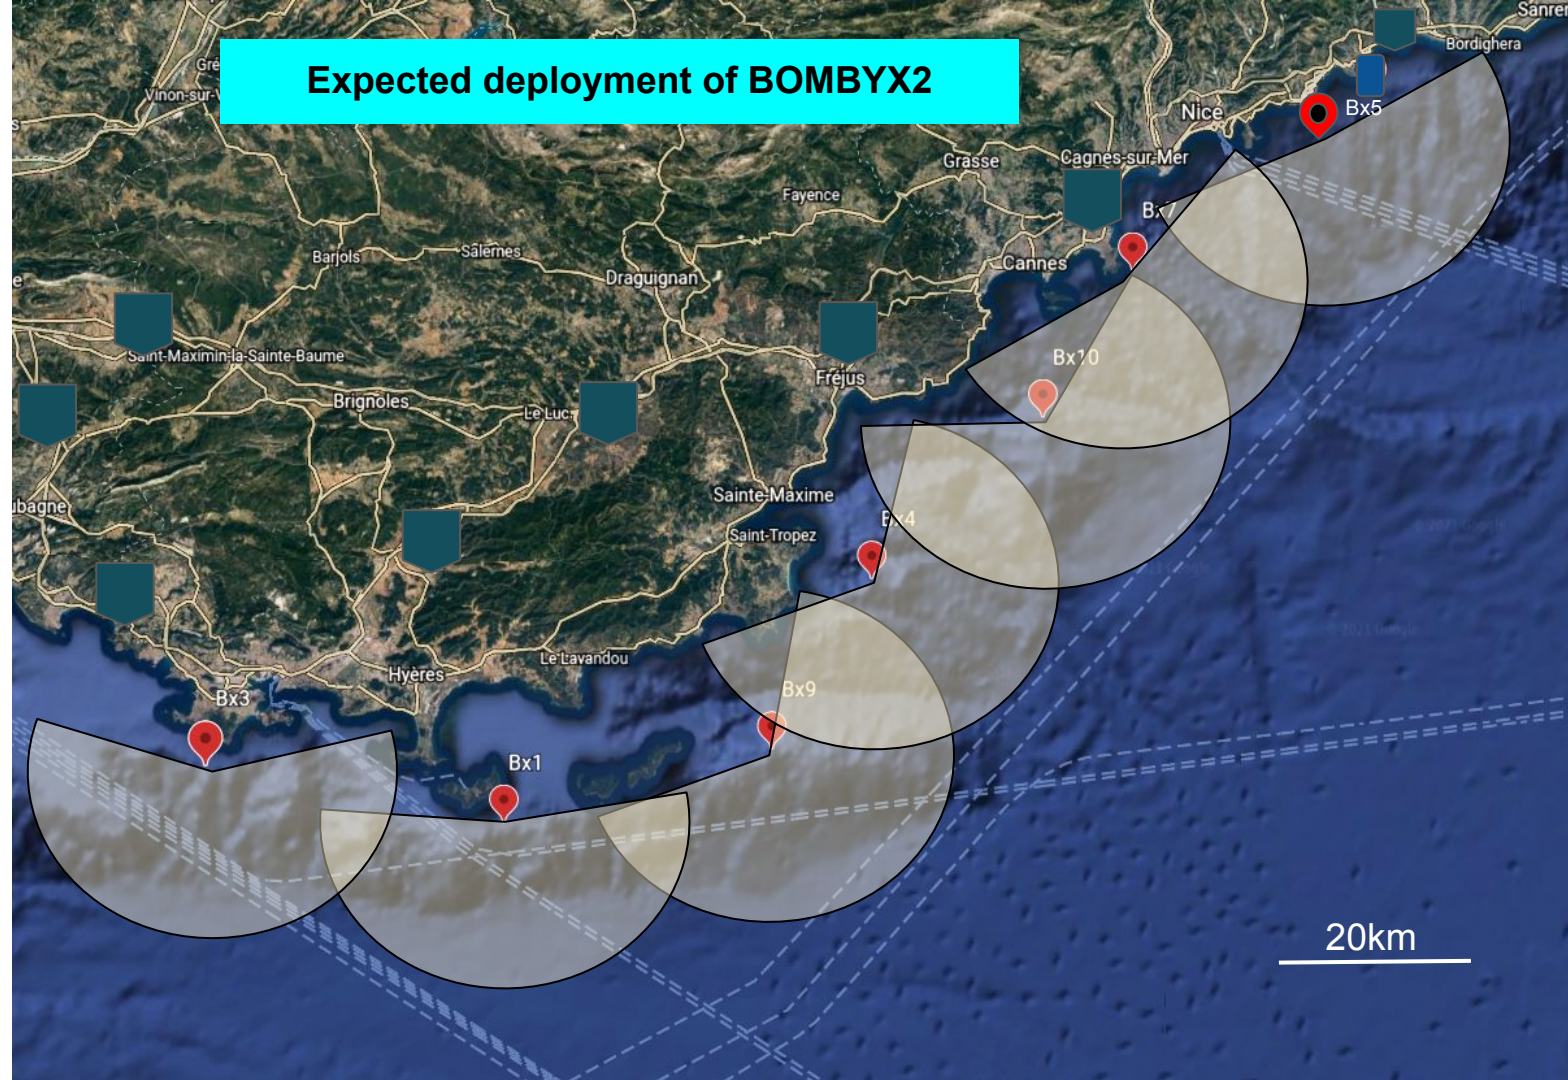 Sanrer
Bordighera
Expected deployment of BOMBYX2
Gré
Vinon-sur-V
Bx5
Nice
Grasse
Cagnes-sur-Mer
Fayence
Bx7
Barjols
Salernes
Draguignan
Cannes
e
s
Saint-Maximin-la-Sainte-Baume
Bx10
Fréjus
Brignoles
Le Luc
ubagne
Sainte-Maxime
Bx4
Saint-Tropez
Le Lavandou
Hyères
Bx3
Bx9
Bx1
20km